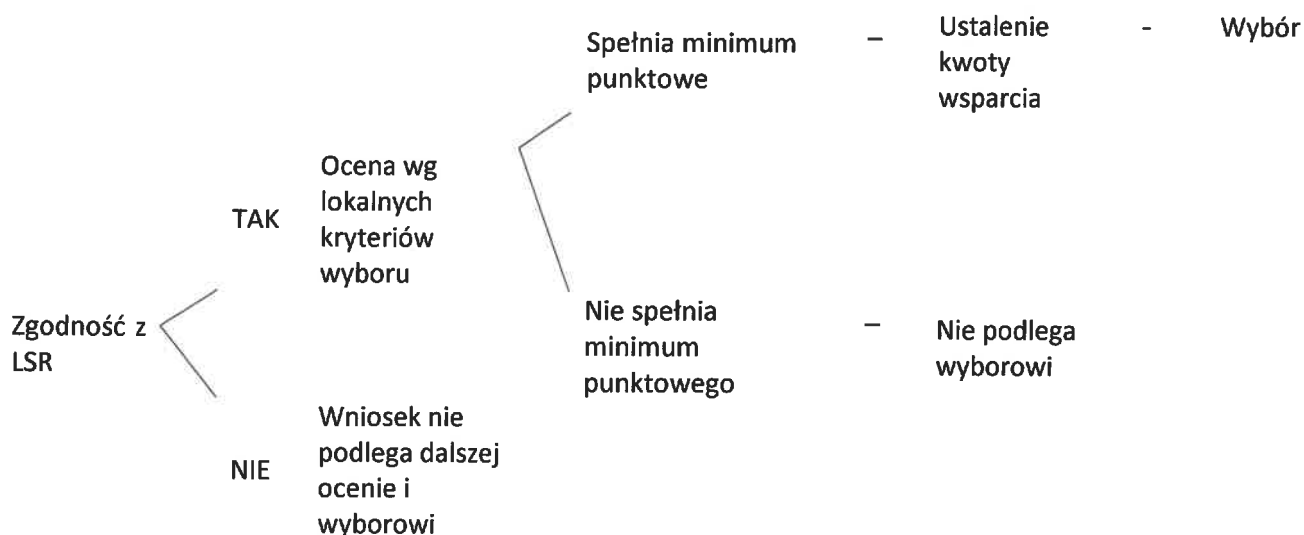 Spełnia minimum
punktowe
–
Ustalenie
kwoty
wsparcia
-
Wybór
TAK
Ocena wg
lokalnych
kryteriów
wyboru
Zgodność z
LSR
Nie spełnia
minimum
punktowego
–
Nie podlega
wyborowi
NIE
Wniosek nie
podlega dalszej
ocenie i
wyborowi